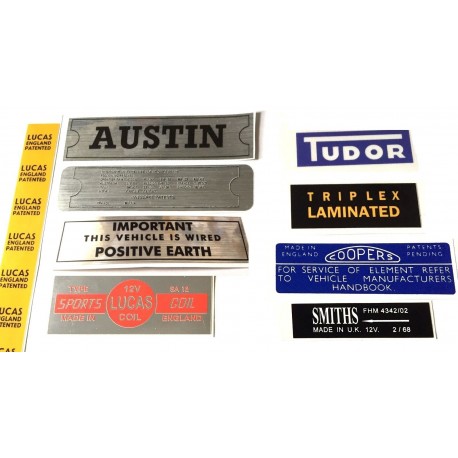 LUCAS
ENGLAND
PATENTED
LUCAS
ENGLAND
PATENTED
LUCAS
ENGLAND
PATENTED
LUCAS
ENGLAND
PATENTED
LUCAS
ENGLAND
PATENTED
LUCAS
ENGLAND
PATENTED
LUCAS
AUSTIN
IMPORTANT
THIS VEHICLE IS WIRED
POSITIVE EARTH
TYPE 12V SA 12
SPORTS LUCAS COIL
MADE IN COIL ENGLAND
TUDOR
TRIPLEX
LAMINATED
MADE IN ENGLAND COOPERS PATENTS PENDING
FOR SERVICE OF ELEMENT REFER
TO VEHICLE MANUFACTURERS
HANDBOOK.
SMITHS FHM 4342/02
MADE IN U.K. 12V. 2/68